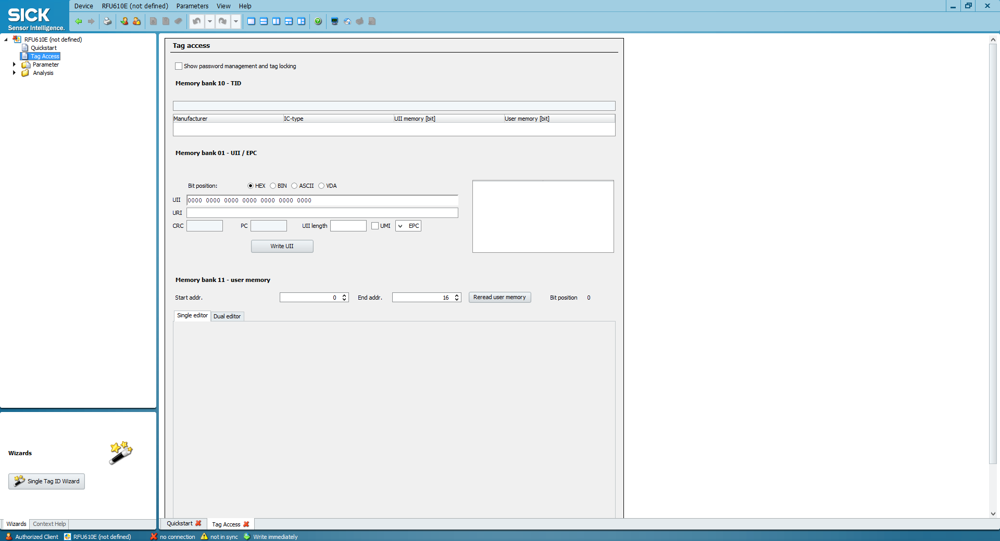 SICK
Sensor Intelligence.
Device RFU610E (not defined) Parameters View Help
RFU610E (not defined)
Quickstart
Tag Access
Parameter
Analysis
Tag access
Show password management and tag locking
Memory bank 10 - TID
Manufacturer IC-type UII memory [bit] User memory [bit]
Memory bank 01 - UII / EPC
Bit position: HEX BIN ASCII VDA
UII 0000 0000 0000 0000 0000 0000 0000
URI
CRC PC UII length UMI EPC
Write UII
Memory bank 11 - user memory
Start addr. 0 End addr. 16 Reread user memory Bit position 0
Single editor Dual editor
Wizards
Single Tag ID Wizard
Wizards Context Help
Quickstart Tag Access
Authorized Client RFU610E (not defined) no connection not in sync Write immediately